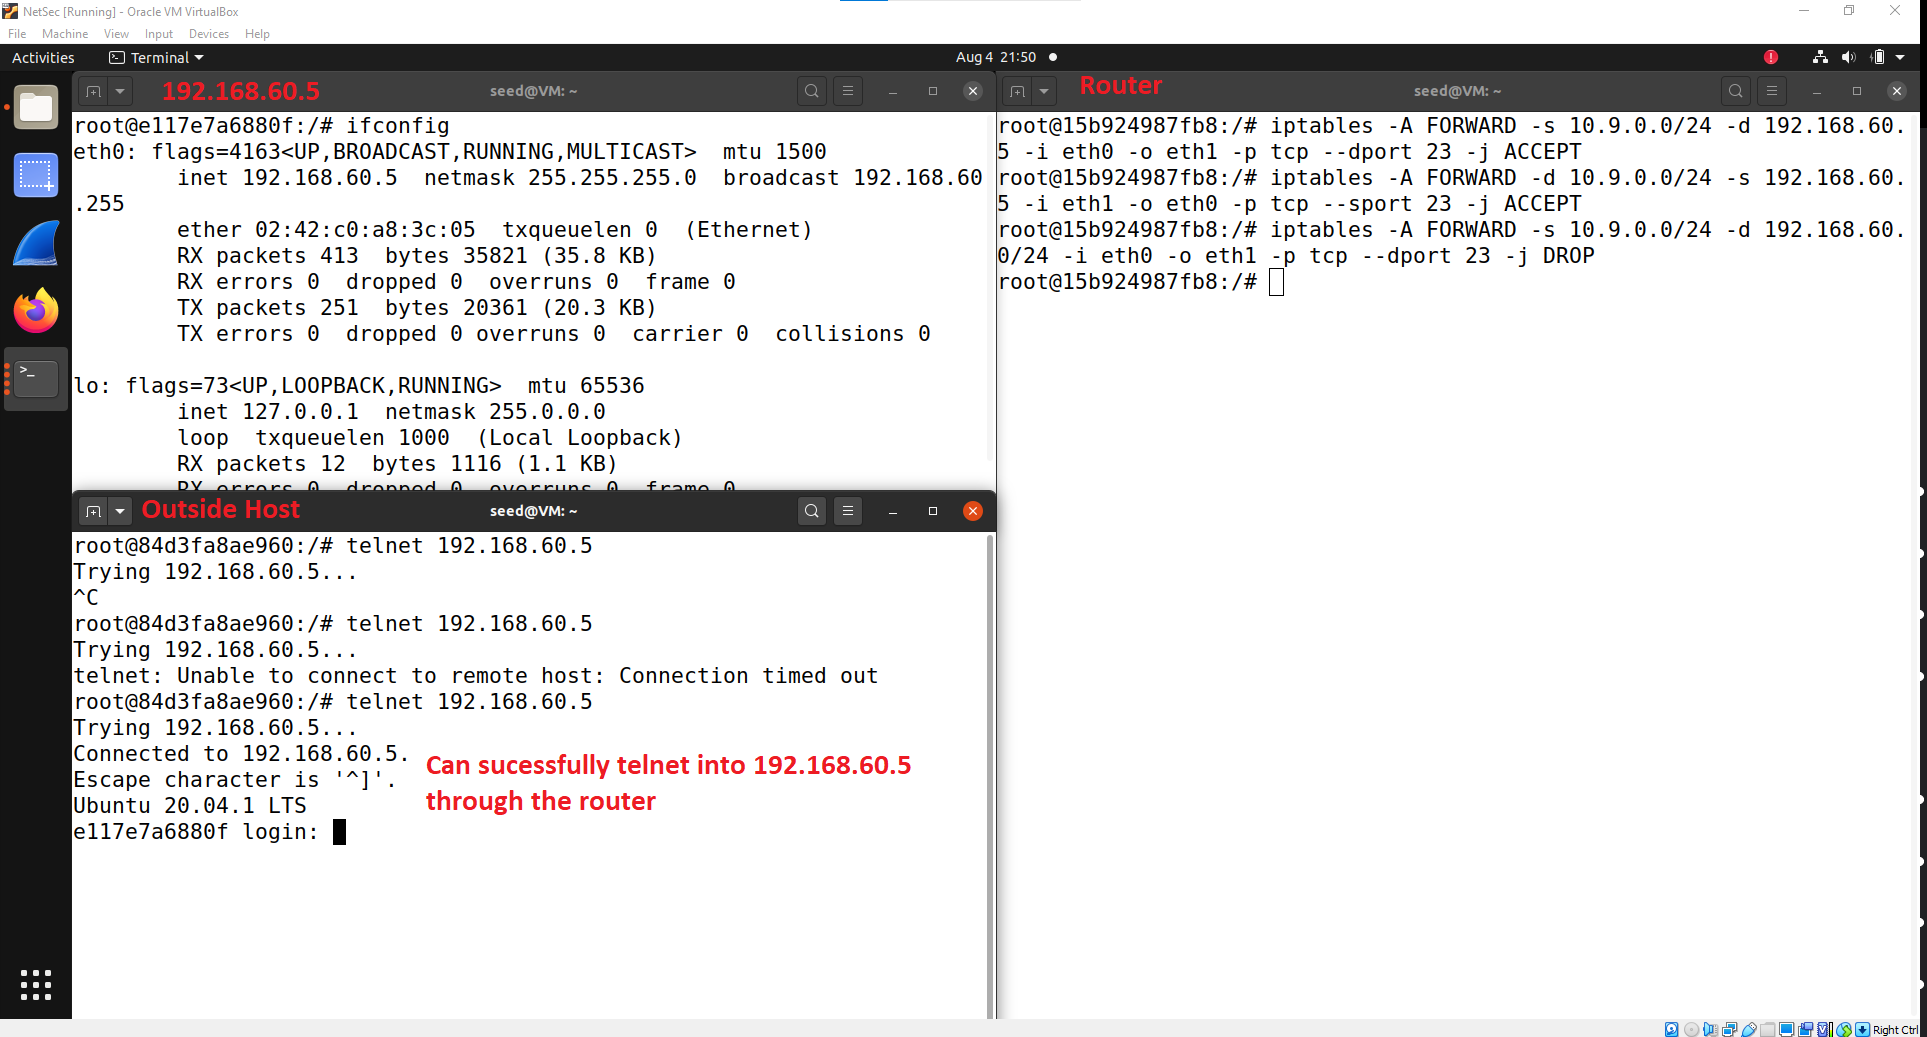 NetSec [Running] - Oracle VM VirtualBox
File Machine View Input Devices Help
Activities Terminal Aug 4 21:50
192.168.60.5 seed@VM: ~
root@e117e7a6880f:/# ifconfig
eth0: flags=4163<UP,BROADCAST,RUNNING,MULTICAST>  mtu 1500
        inet 192.168.60.5  netmask 255.255.255.0  broadcast 192.168.60
.255
        ether 02:42:c0:a8:3c:05  txqueuelen 0  (Ethernet)
        RX packets 413  bytes 35821 (35.8 KB)
        RX errors 0  dropped 0  overruns 0  frame 0
        TX packets 251  bytes 20361 (20.3 KB)
        TX errors 0  dropped 0 overruns 0  carrier 0  collisions 0
lo: flags=73<UP,LOOPBACK,RUNNING>  mtu 65536
        inet 127.0.0.1  netmask 255.0.0.0
        loop  txqueuelen 1000  (Local Loopback)
        RX packets 12  bytes 1116 (1.1 KB)
        RX errors 0  dropped 0  overruns 0  frame 0
Outside Host seed@VM: ~
root@84d3fa8ae960:/# telnet 192.168.60.5
Trying 192.168.60.5...
^C
root@84d3fa8ae960:/# telnet 192.168.60.5
Trying 192.168.60.5...
telnet: Unable to connect to remote host: Connection timed out
root@84d3fa8ae960:/# telnet 192.168.60.5
Trying 192.168.60.5...
Connected to 192.168.60.5.
Escape character is '^]'.
Ubuntu 20.04.1 LTS
e117e7a6880f login:
Can sucessfully telnet into 192.168.60.5
through the router
Router seed@VM: ~
root@15b924987fb8:/# iptables -A FORWARD -s 10.9.0.0/24 -d 192.168.60.
5 -i eth0 -o eth1 -p tcp --dport 23 -j ACCEPT
root@15b924987fb8:/# iptables -A FORWARD -d 10.9.0.0/24 -s 192.168.60.
5 -i eth1 -o eth0 -p tcp --sport 23 -j ACCEPT
root@15b924987fb8:/# iptables -A FORWARD -s 10.9.0.0/24 -d 192.168.60.
0/24 -i eth0 -o eth1 -p tcp --dport 23 -j DROP
root@15b924987fb8:/#
Right Ctrl